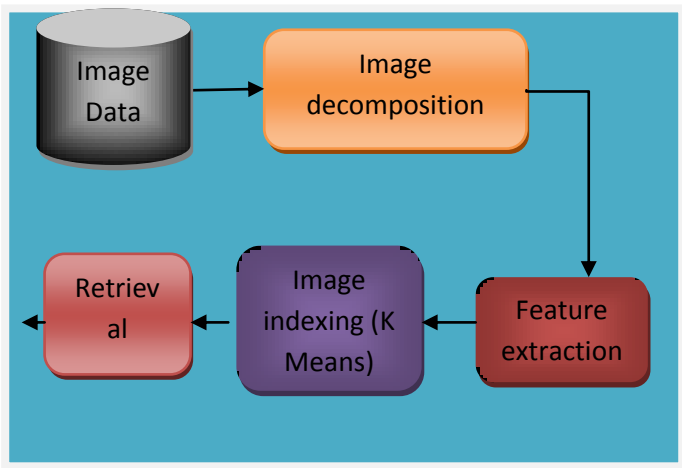 Image
Data
Image
decomposition
Feature
extraction
Image
indexing (K
Means)
Retriev
al